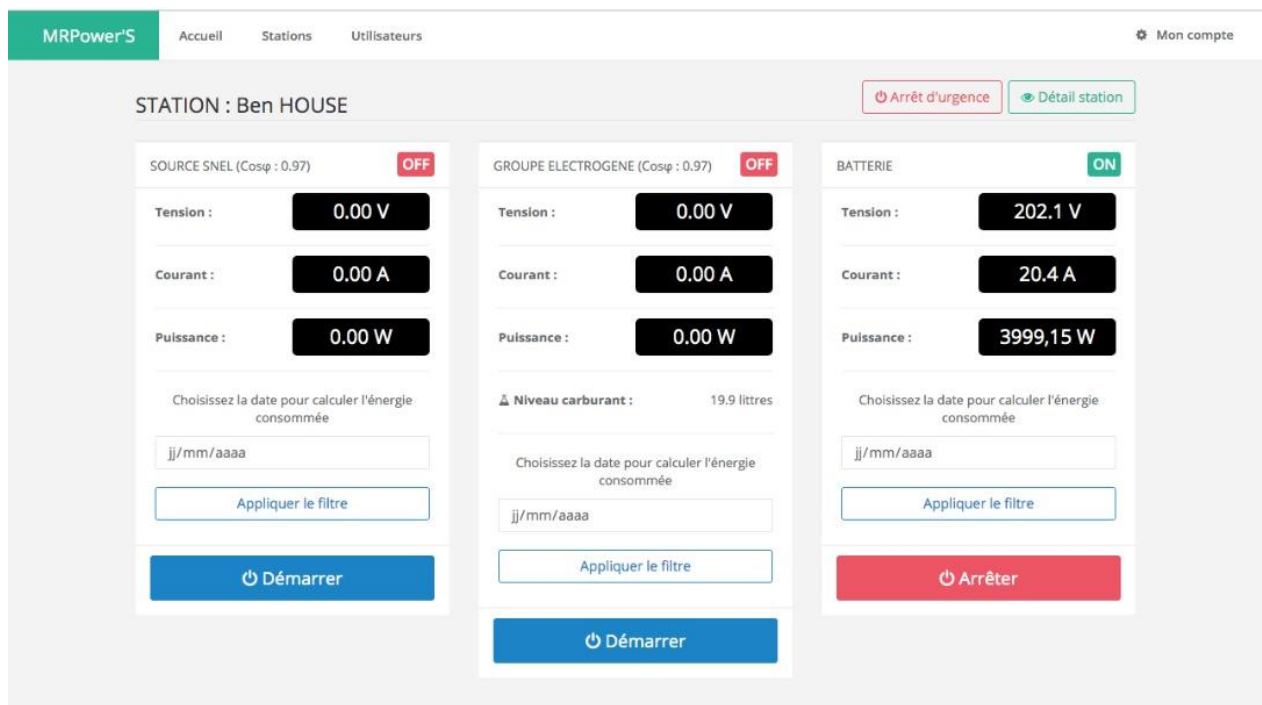 MRPower'S Accueil Stations Utilisateurs Mon compte
STATION : Ben HOUSE
Arrêt d'urgence Détail station
SOURCE SNEL (Cosφ : 0.97) OFF
Tension : 0.00 V
Courant : 0.00 A
Puissance : 0.00 W
Choisissez la date pour calculer l'énergie
consommée
jj/mm/aaaa
Appliquer le filtre
Démarrer
GROUPE ELECTROGENE (Cosφ : 0.97) OFF
Tension : 0.00 V
Courant : 0.00 A
Puissance : 0.00 W
Niveau carburant : 19.9 littres
Choisissez la date pour calculer l'énergie
consommée
jj/mm/aaaa
Appliquer le filtre
Démarrer
BATTERIE ON
Tension : 202.1 V
Courant : 20.4 A
Puissance : 3999,15 W
Choisissez la date pour calculer l'énergie
consommée
jj/mm/aaaa
Appliquer le filtre
Arrêter